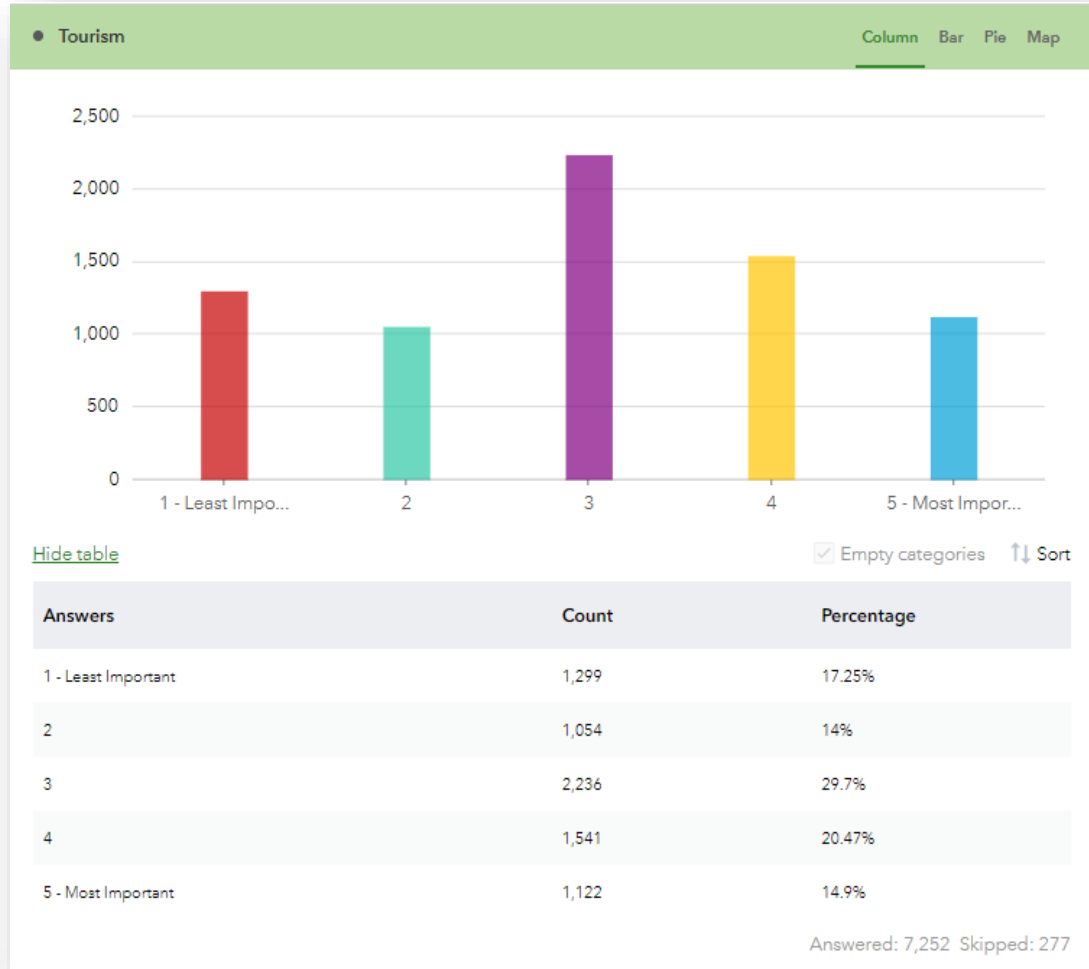 Tourism Column Bar Pie Map
2,500
2,000
1,500
1,000
500
0
1 - Least Impo... 2 3 4 5 - Most Impor...
Hide table Empty categories Sort
Answers Count Percentage
1 - Least Important 1,299 17.25%
2 1,054 14%
3 2,236 29.7%
4 1,541 20.47%
5 - Most Important 1,122 14.9%
Answered: 7,252 Skipped: 277